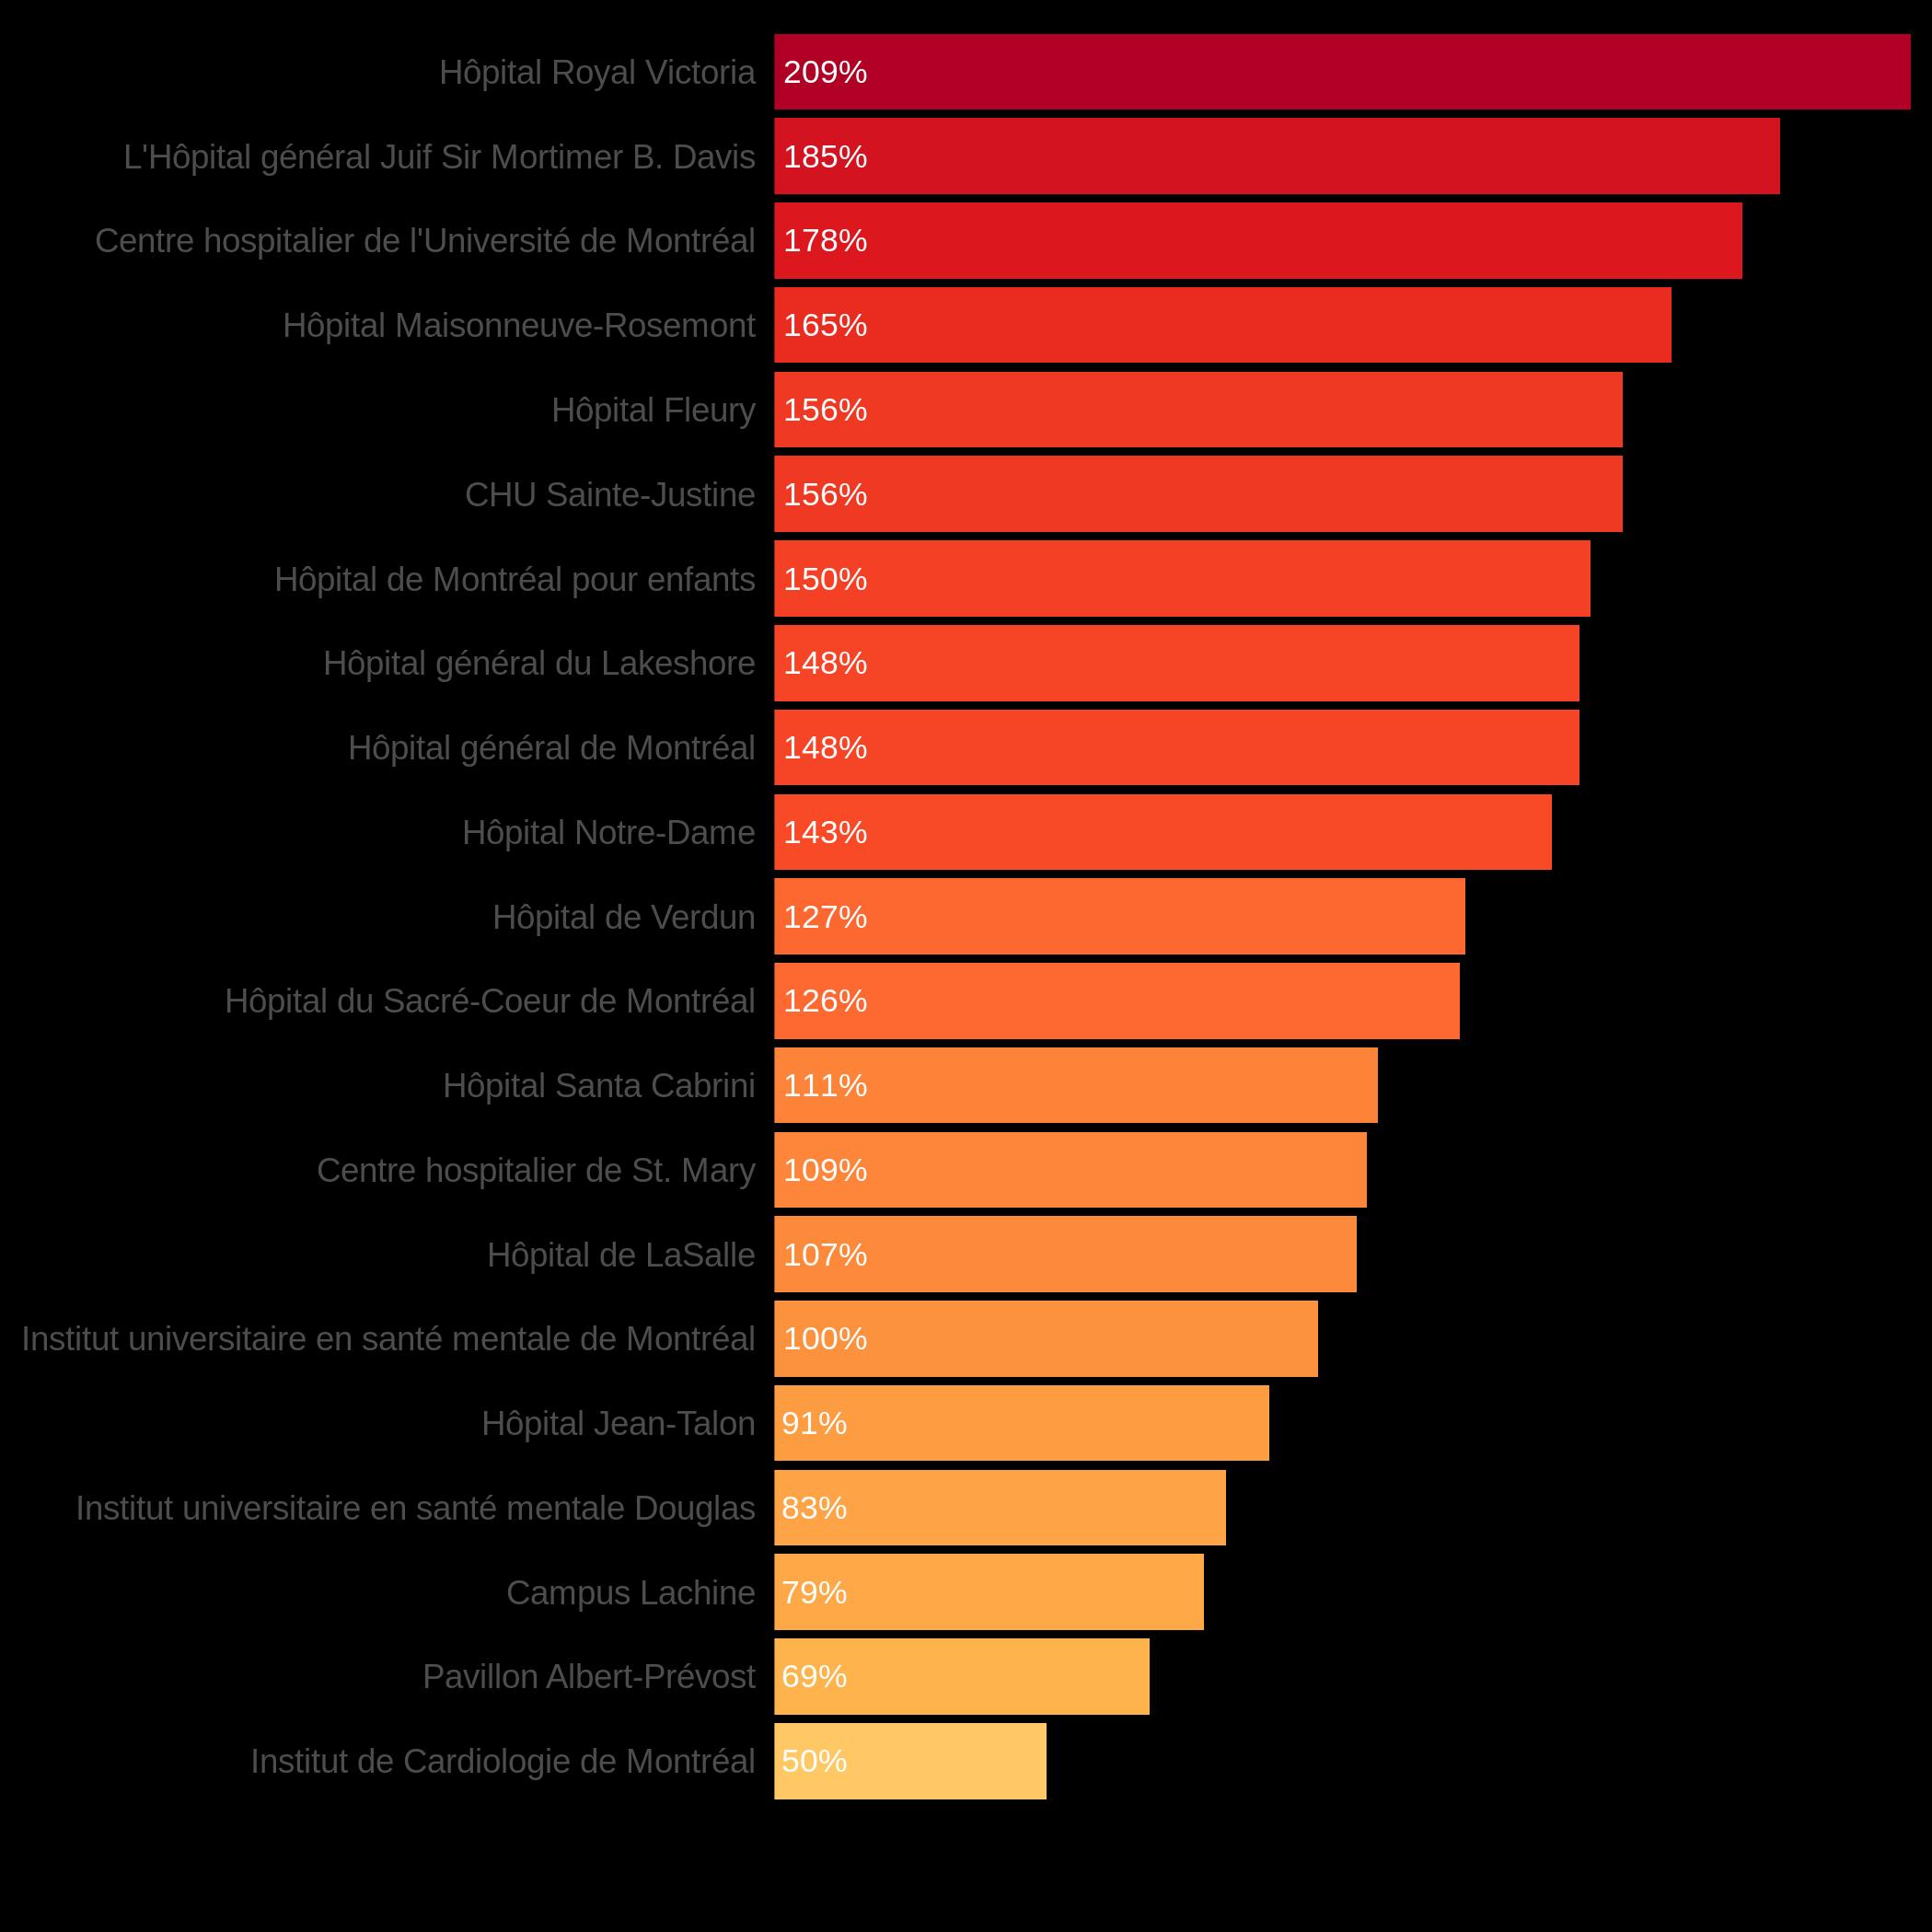 Hôpital Royal Victoria 209%
L'Hôpital général Juif Sir Mortimer B. Davis 185%
Centre hospitalier de l'Université de Montréal 178%
Hôpital Maisonneuve-Rosemont 165%
Hôpital Fleury 156%
CHU Sainte-Justine 156%
Hôpital de Montréal pour enfants 150%
Hôpital général du Lakeshore 148%
Hôpital général de Montréal 148%
Hôpital Notre-Dame 143%
Hôpital de Verdun 127%
Hôpital du Sacré-Coeur de Montréal 126%
Hôpital Santa Cabrini 111%
Centre hospitalier de St. Mary 109%
Hôpital de LaSalle 107%
Institut universitaire en santé mentale de Montréal 100%
Hôpital Jean-Talon 91%
Institut universitaire en santé mentale Douglas 83%
Campus Lachine 79%
Pavillon Albert-Prévost 69%
Institut de Cardiologie de Montréal 50%